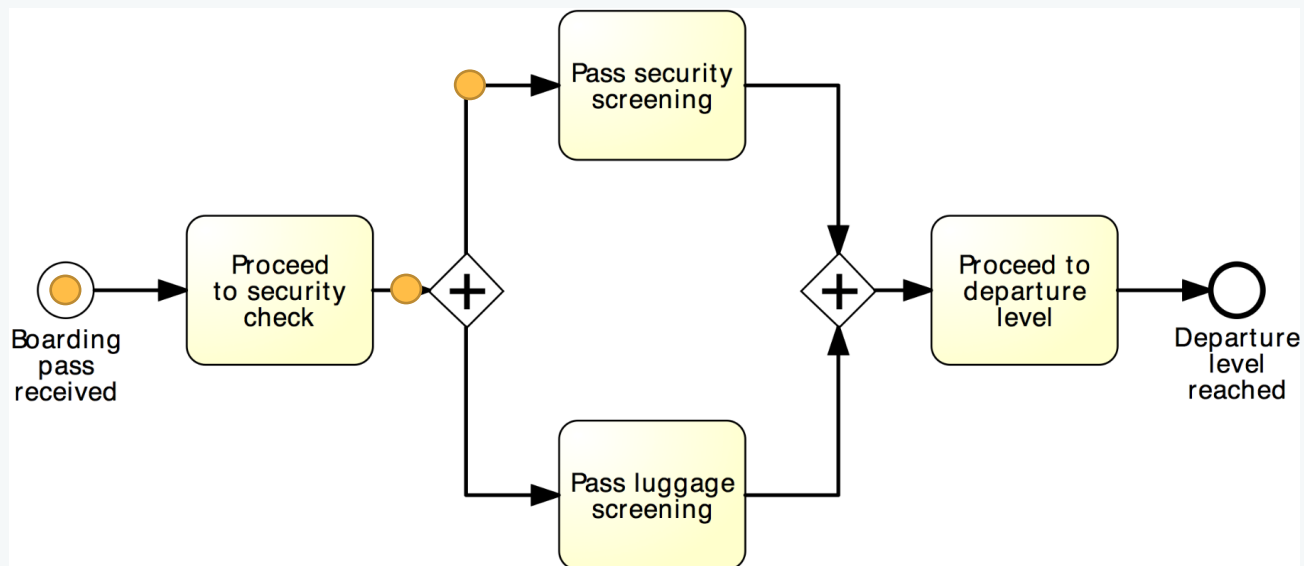 Boarding
pass
received
Proceed
to security
check
Pass security
screening
Pass luggage
screening
Proceed to
departure
level
Departure
level
reached